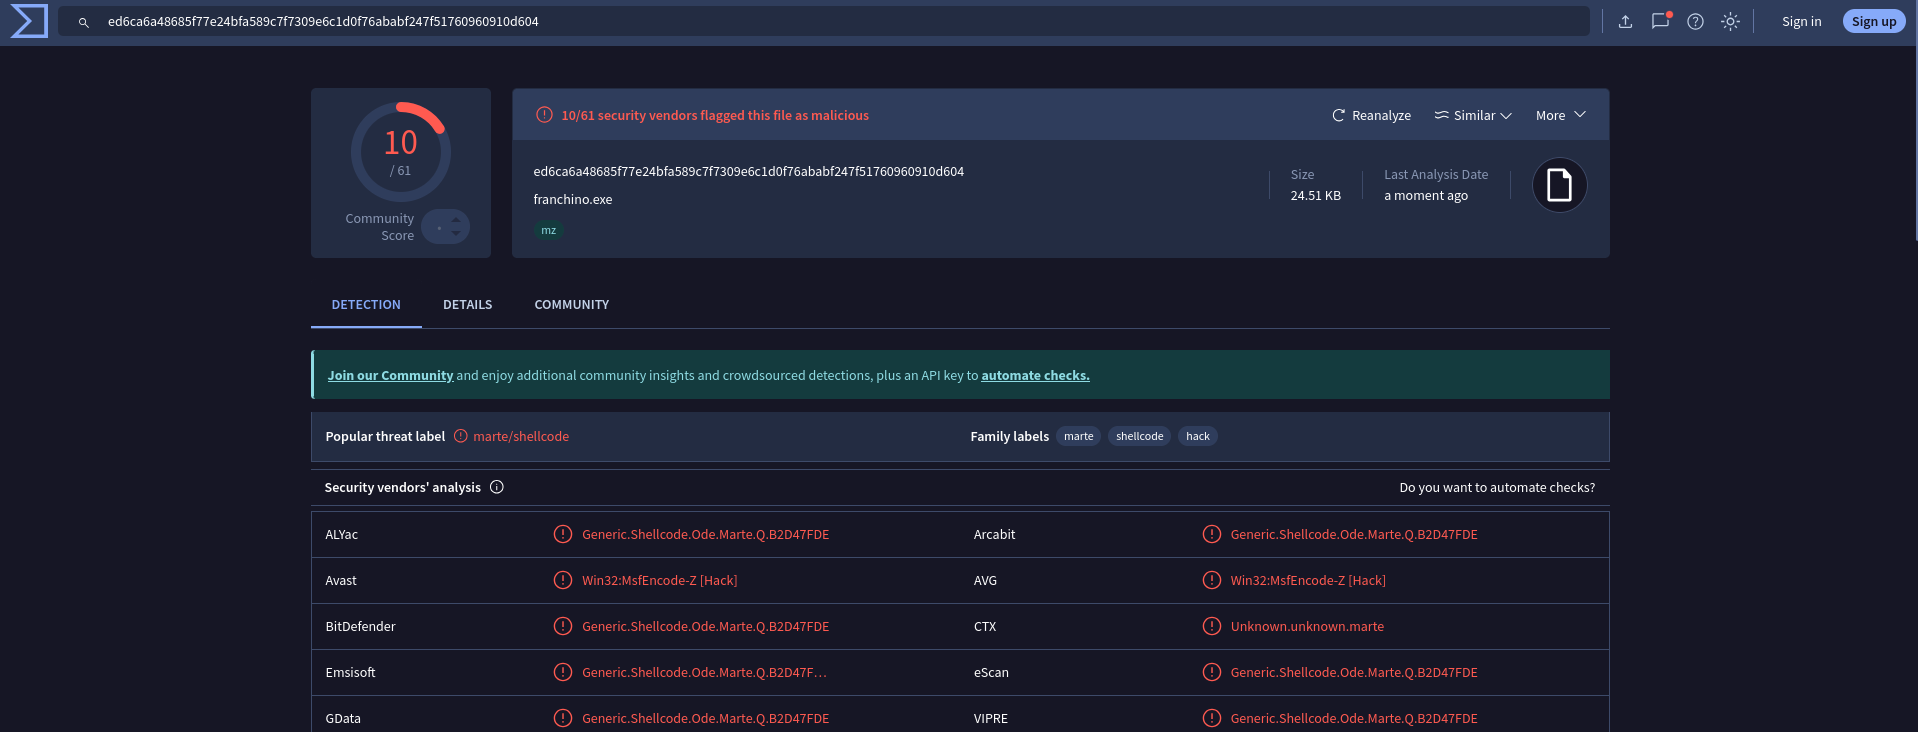 ed6ca6a48685f77e24bfa589c7f7309e6c1d0f76ababf247f51760960910d604
Sign in
Sign up
10
/ 61
Community
Score
10/61 security vendors flagged this file as malicious
Reanalyze
Similar
More
ed6ca6a48685f77e24bfa589c7f7309e6c1d0f76ababf247f51760960910d604
franchino.exe
mz
Size
24.51 KB
Last Analysis Date
a moment ago
DETECTION
DETAILS
COMMUNITY
Join our Community and enjoy additional community insights and crowdsourced detections, plus an API key to automate checks.
Popular threat label
marte/shellcode
Family labels
marte
shellcode
hack
Security vendors' analysis
Do you want to automate checks?
ALYac
Generic.Shellcode.Ode.Marte.Q.B2D47FDE
Arcabit
Generic.Shellcode.Ode.Marte.Q.B2D47FDE
Avast
Win32:MsfEncode-Z [Hack]
AVG
Win32:MsfEncode-Z [Hack]
BitDefender
Generic.Shellcode.Ode.Marte.Q.B2D47FDE
CTX
Unknown.unknown.marte
Emsisoft
Generic.Shellcode.Ode.Marte.Q.B2D47F…
eScan
Generic.Shellcode.Ode.Marte.Q.B2D47FDE
GData
Generic.Shellcode.Ode.Marte.Q.B2D47FDE
VIPRE
Generic.Shellcode.Ode.Marte.Q.B2D47FDE